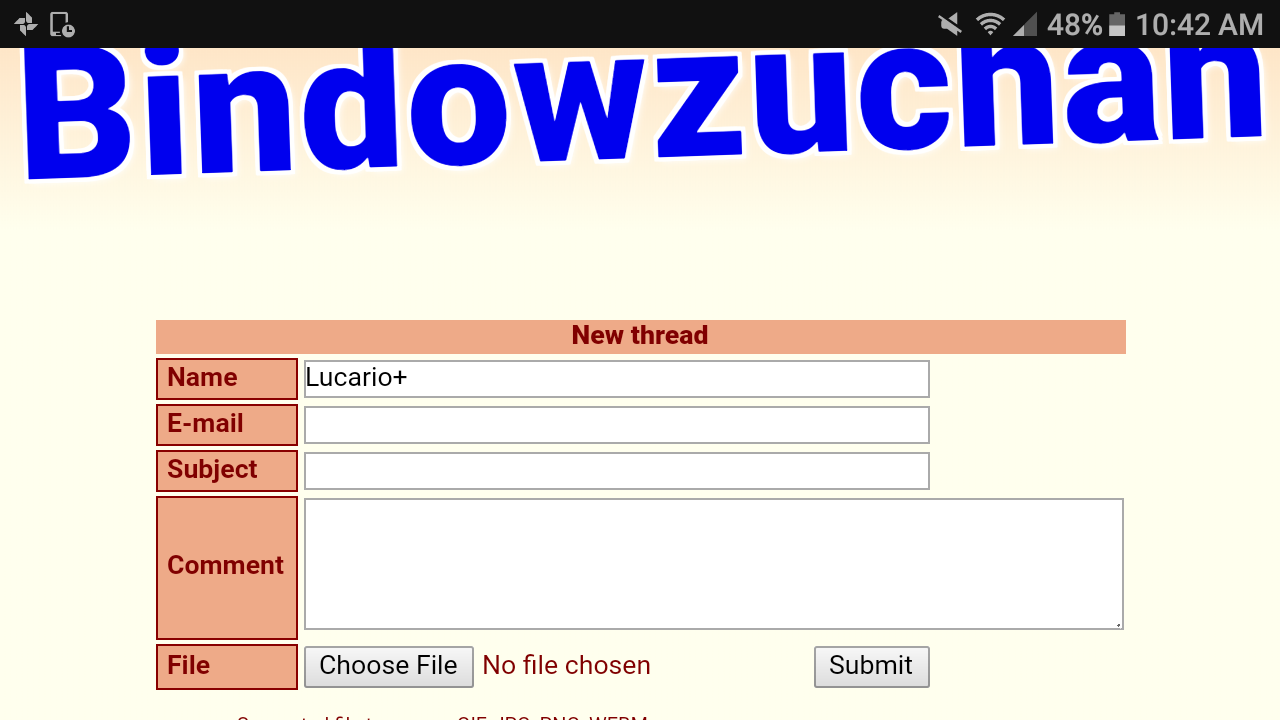 48% 10:42 AM
Bindowzuchan
New thread
Name Lucario+
E-mail
Subject
Comment
File Choose File No file chosen Submit